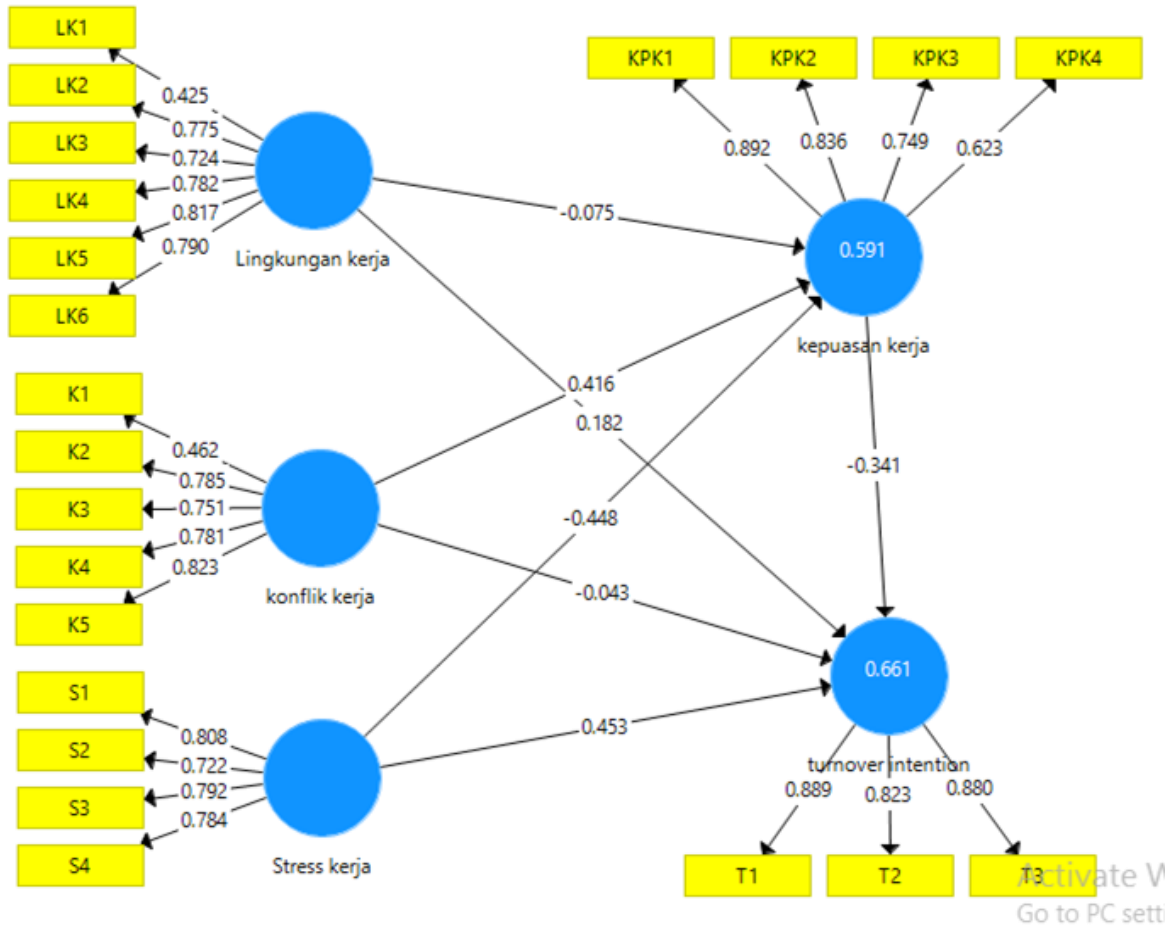 LK1
LK2
LK3
LK4
LK5
LK6
0.425
0.775
0.724
0.782
0.817
0.790
Lingkungan kerja
KPK1
KPK2
KPK3
KPK4
0.892
0.836
0.749
0.623
0.591
kepuasan kerja
-0.075
0.416
0.182
-0.448
-0.341
-0.043
0.453
K1
K2
K3
K4
K5
0.462
0.785
0.751
0.781
0.823
konflik kerja
S1
S2
S3
S4
0.808
0.722
0.792
0.784
Stress kerja
0.661
turnover intention
0.889
0.823
0.880
T1
T2
T3
Activate W
Go to PC setti